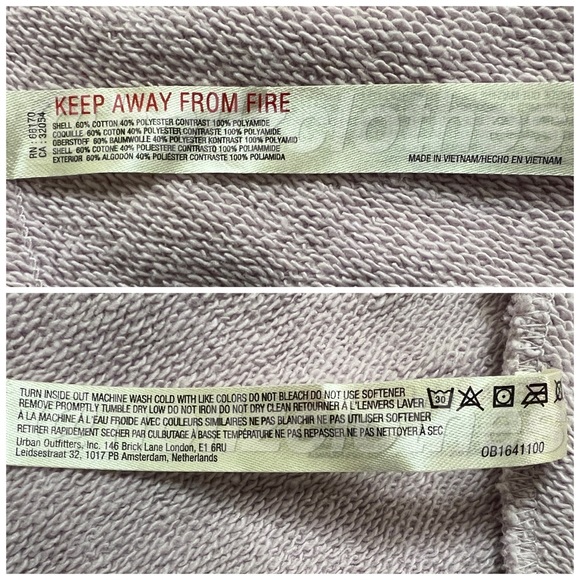 RN : 66170
CA : 32054
KEEP AWAY FROM FIRE
SHELL 60% COTTON 40% POLYESTER CONTRAST 100% POLYAMIDE
COQUILLE 60% COTON 40% POLYESTER CONTRASTE 100% POLYAMIDE
OBERSTOFF 60% BAUMWOLLE 40% POLYESTER KONTRAST 100% POLYAMID
SHELL 60% COTONE 40% POLIESTERE CONTRASTO 100% POLIAMMIDE
EXTERIOR 60% ALGODON 40% POLIÉSTER CONTRASTE 100% POLIAMIDA
MADE IN VIETNAM/HECHO EN VIETNAM
TURN INSIDE OUT MACHINE WASH COLD WITH LIKE COLORS DO NOT BLEACH DO NOT USE SOFTENER
REMOVE PROMPTLY TUMBLE DRY LOW DO NOT IRON DO NOT DRY CLEAN RETOURNER À L'ENVERS LAVER
À LA MACHINE À L'EAU FROIDE AVEC COULEURS SIMILAIRES NE PAS BLANCHIR NE PAS UTILISER SOFTENER
RETIRER RAPIDEMENT SECHER PAR CULBUTAGE À BASSE TEMPÉRATURE NE PAS REPASSER NE PAS NETTOYER À SEC
Urban Outfitters, Inc. 146 Brick Lane London, E1 6RU
Leidsestraat 32, 1017 PB Amsterdam, Netherlands
30
OB1641100